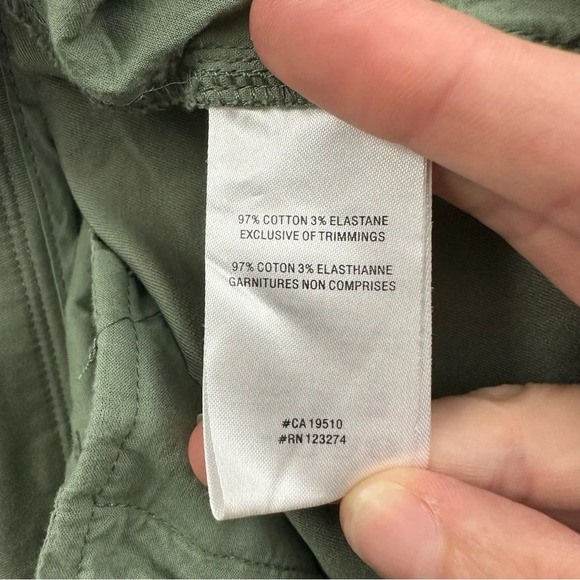 97% COTTON 3% ELASTANE
EXCLUSIVE OF TRIMMINGS
97% COTON 3% ELASTHANNE
GARNITURES NON COMPRISES
#CA 19510
#RN 123274